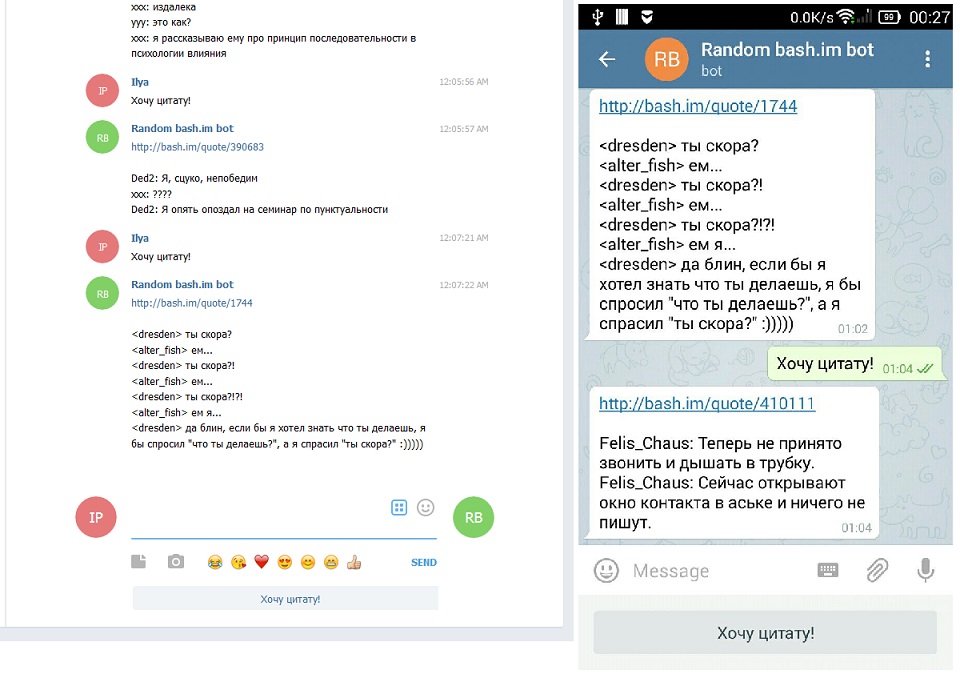 xxx: издалека
yyy: это как?
xxx: я рассказываю ему про принцип последовательности в
психологии влияния
IP
Ilya
12:05:56 AM
Хочу цитату!
RB
Random bash.im bot
12:05:57 AM
http://bash.im/quote/390683
Ded2: Я, сцуко, непобедим
xxx: ????
Ded2: Я опять опоздал на семинар по пунктуальности
IP
Ilya
12:07:21 AM
Хочу цитату!
RB
Random bash.im bot
12:07:22 AM
http://bash.im/quote/1744
<dresden> ты скора?
<alter_fish> ем...
<dresden> ты скора?!
<alter_fish> ем...
<dresden> ты скора?!?!
<alter_fish> ем я...
<dresden> да блин, если бы я хотел знать что ты делаешь, я
бы спросил "что ты делаешь?", а я спрасил "ты скора?" :)))))
IP
RB
SEND
Хочу цитату!
0.0K/s
99
00:27
RB
Random bash.im bot
bot
http://bash.im/quote/1744
<dresden> ты скора?
<alter_fish> ем...
<dresden> ты скора?!
<alter_fish> ем...
<dresden> ты скора?!?!
<alter_fish> ем я...
<dresden> да блин, если бы я
хотел знать что ты делаешь, я бы
спросил "что ты делаешь?", а я
спрасил "ты скора?" :)))))
01:02
Хочу цитату!
01:04
http://bash.im/quote/410111
Felis_Chaus: Теперь не принято
звонить и дышать в трубку.
Felis_Chaus: Сейчас открывают
окно контакта в аське и ничего не
пишут.
01:04
Message
Хочу цитату!